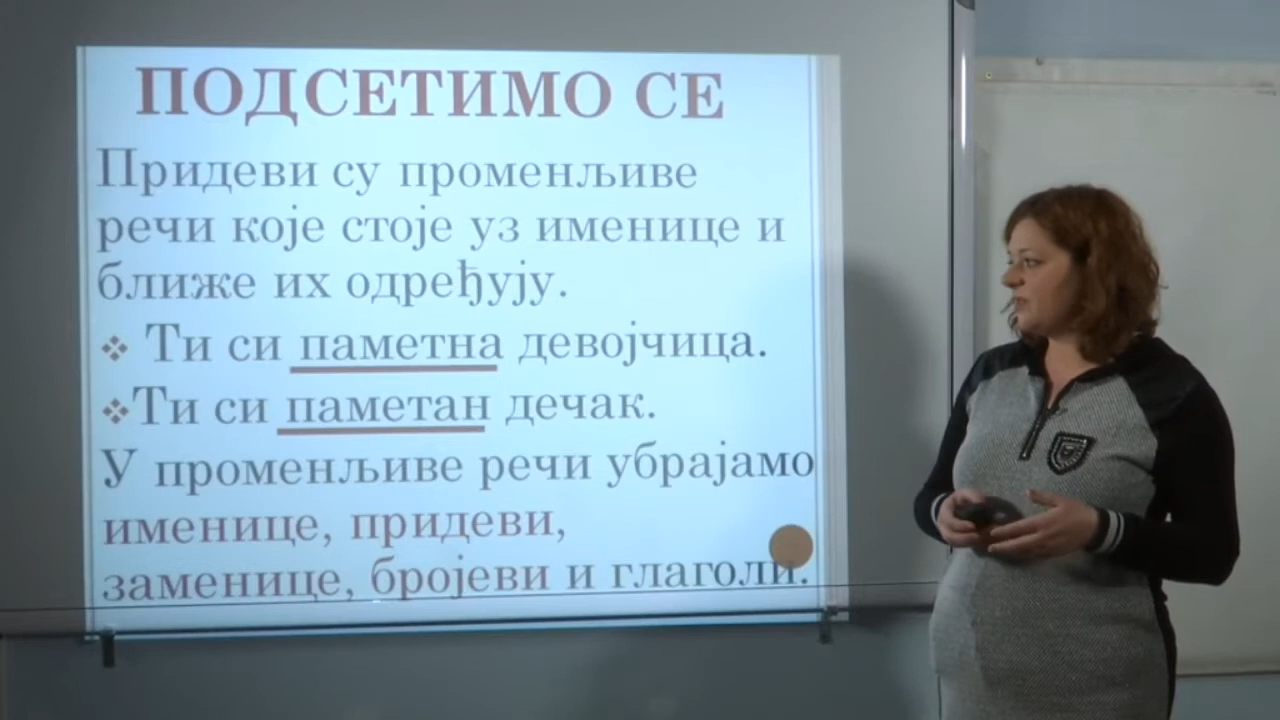 ПОДСЕТИМО СЕ
Придеви су променљиве
речи које стоје уз именице и
ближе их одређују.
❖ Ти си паметна девојчица.
❖Ти си паметан дечак.
У променљиве речи убрајамо
именице, придеви,
заменице, бројеви и глаголи.